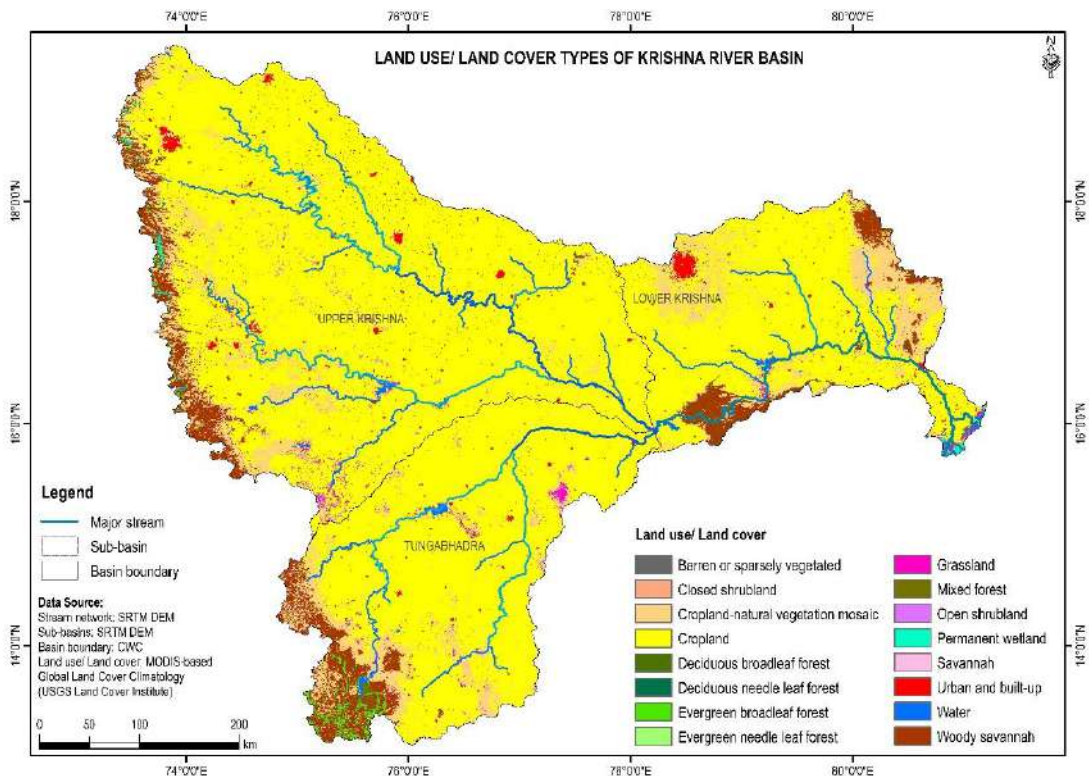 74°0'0"E 76°0'0"E 78°0'0"E 80°0'0"E
LAND USE/ LAND COVER TYPES OF KRISHNA RIVER BASIN
N
18°0'0"N 18°0'0"N
LOWER KRISHNA
UPPER KRISHNA
16°0'0"N 16°0'0"N
TUNGABHADRA
14°0'0"N 14°0'0"N
Legend
Major stream
Sub-basin
Basin boundary
Data Source:
Stream network: SRTM DEM
Sub-basins: SRTM DEM
Basin boundary: CWC
Land use/ Land cover: MODIS-based
Global Land Cover Climatology
(USGS Land Cover Institute)
0 50 100 200
km
Land use/ Land cover
Barren or sparsely vegetated
Closed shrubland
Cropland-natural vegetation mosaic
Cropland
Deciduous broadleaf forest
Deciduous needle leaf forest
Evergreen broadleaf forest
Evergreen needle leaf forest
Grassland
Mixed forest
Open shrubland
Permanent wetland
Savannah
Urban and built-up
Water
Woody savannah
74°0'0"E 76°0'0"E 78°0'0"E 80°0'0"E